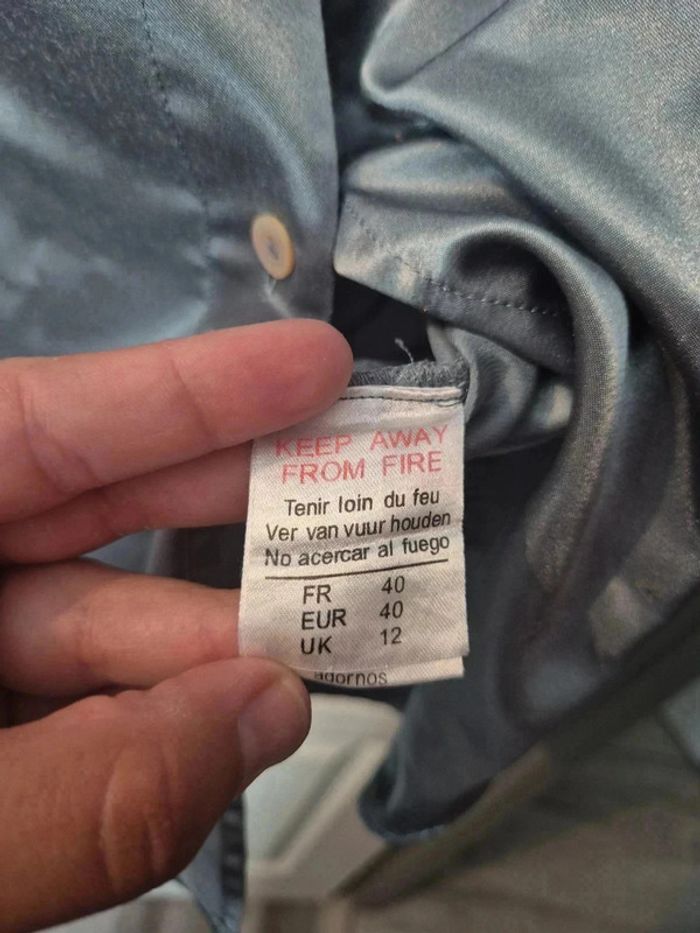 KEEP AWAY
FROM FIRE
Tenir loin du feu
Ver van vuur houden
No acercar al fuego
FR 40
EUR 40
UK 12
adornos